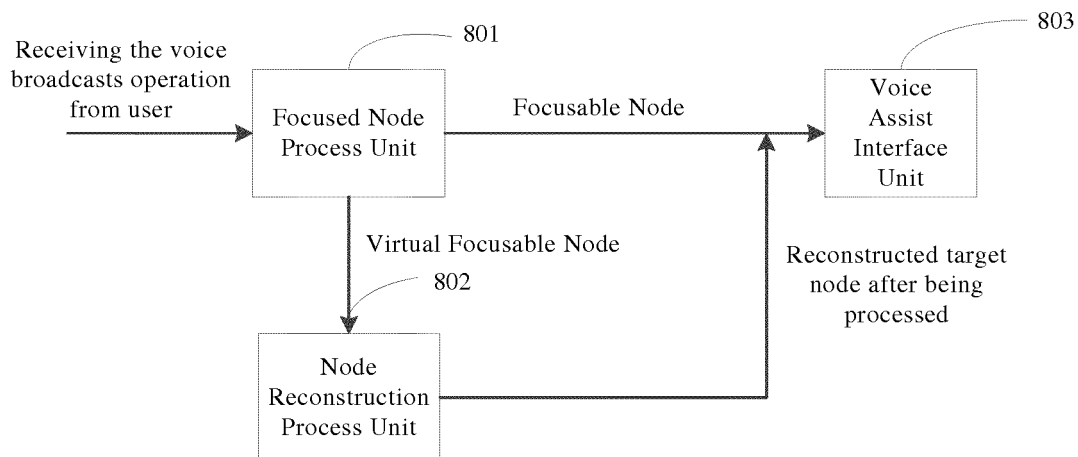 Receiving the voice
broadcasts operation
from user
801
Focused Node
Process Unit
Focusable Node
803
Voice
Assist
Interface
Unit
Virtual Focusable Node
802
Node
Reconstruction
Process Unit
Reconstructed target
node after being
processed